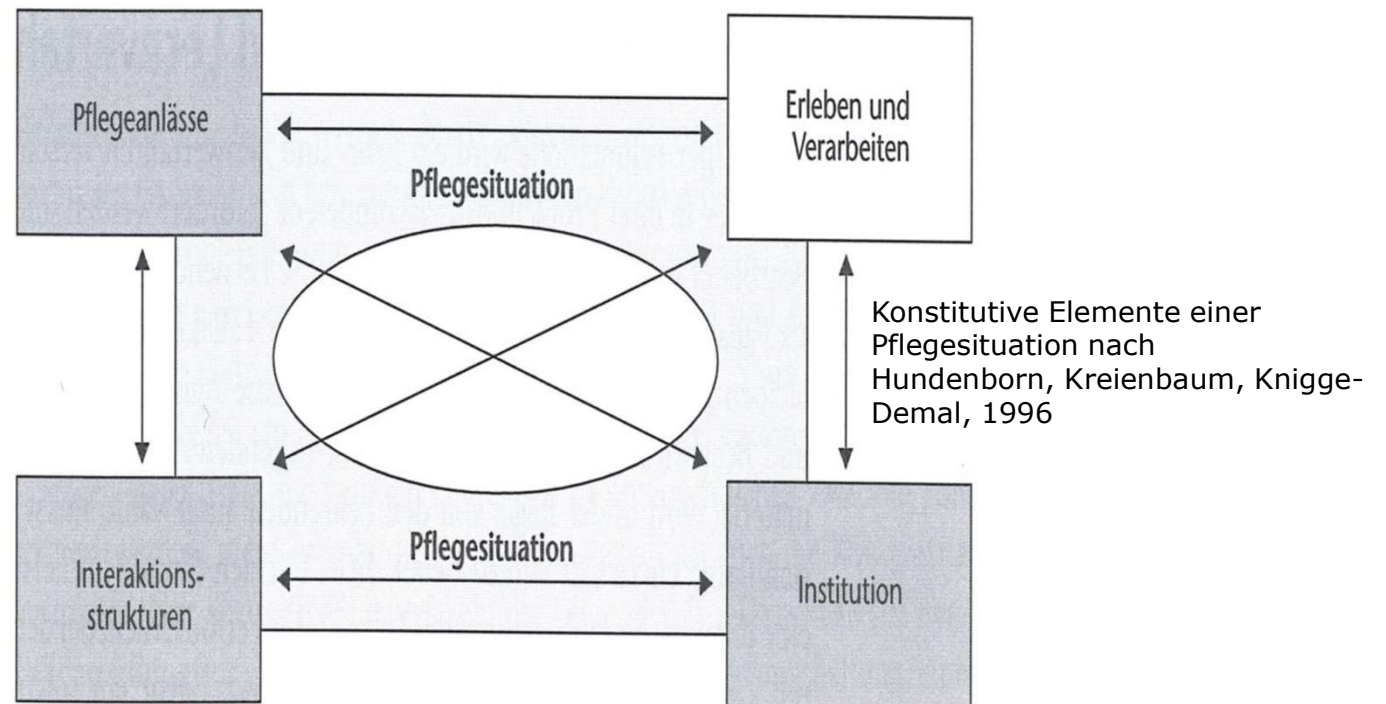 Pflegeanlässe
Erleben und
Verarbeiten
Pflegesituation
Konstitutive Elemente einer
Pflegesituation nach
Hundenborn, Kreienbaum, Knigge-
Demal, 1996
Pflegesituation
Interaktions-
strukturen
Institution